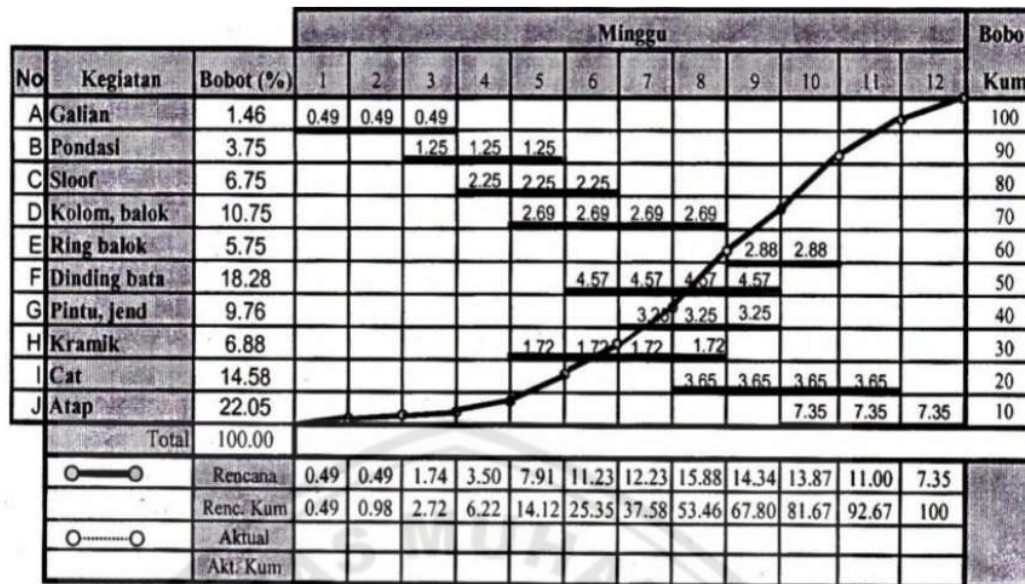 Minggu Bobo
No Kegiatan Bobot (%) 1 2 3 4 5 6 7 8 9 10 11 12 Kum
A Galian 1.46 0.49 0.49 0.49 100
B Pondasi 3.75 1.25 1.25 1.25 90
C Sloof 6.75 2.25 2.25 2.25 80
D Kolom, balok 10.75 2.69 2.69 2.69 2.69 70
E Ring balok 5.75 2.88 2.88 60
F Dinding bata 18.28 4.57 4.57 4.57 4.57 50
G Pintu, jend 9.76 3.25 3.25 3.25 40
H Kramik 6.88 1.72 1.72 1.72 1.72 30
I Cat 14.58 3.65 3.65 3.65 3.65 20
J Atap 22.05 7.35 7.35 7.35 10
Total 100.00
Rencana 0.49 0.49 1.74 3.50 7.91 11.23 12.23 15.88 14.34 13.87 11.00 7.35
Renc. Kum 0.49 0.98 2.72 6.22 14.12 25.35 37.58 53.46 67.80 81.67 92.67 100
Aktual
Akt. Kum